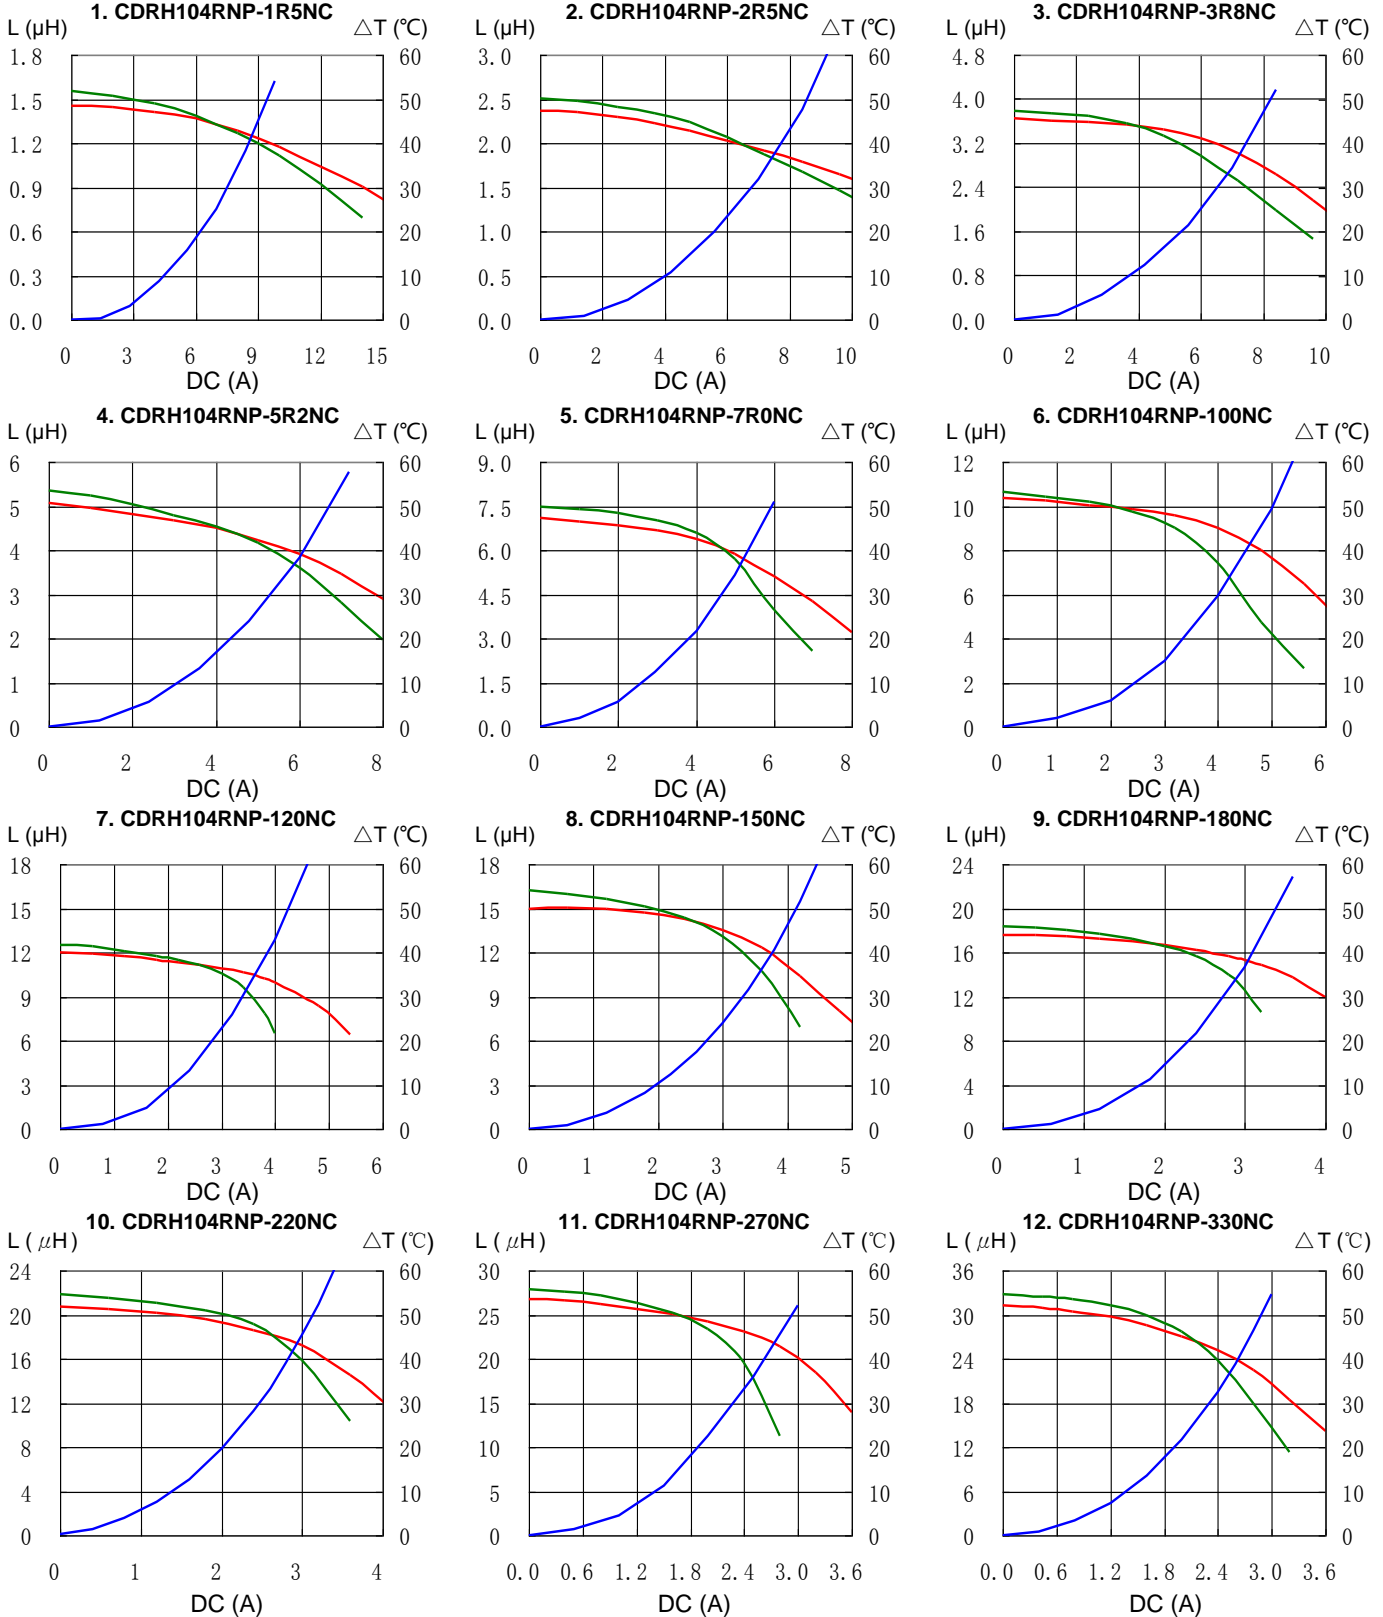 1. CDRH104RNP-1R5NC
L (μH) △T (℃)
1.8 60
1.5 50
1.2 40
0.9 30
0.6 20
0.3 10
0.0 0
0 3 6 9 12 15
DC (A)
2. CDRH104RNP-2R5NC
L (μH) △T (℃)
3.0 60
2.5 50
2.0 40
1.5 30
1.0 20
0.5 10
0.0 0
0 2 4 6 8 10
DC (A)
3. CDRH104RNP-3R8NC
L (μH) △T (℃)
4.8 60
4.0 50
3.2 40
2.4 30
1.6 20
0.8 10
0.0 0
0 2 4 6 8 10
DC (A)
4. CDRH104RNP-5R2NC
L (μH) △T (℃)
6 60
5 50
4 40
3 30
2 20
1 10
0 0
0 2 4 6 8
DC (A)
5. CDRH104RNP-7R0NC
L (μH) △T (℃)
9.0 60
7.5 50
6.0 40
4.5 30
3.0 20
1.5 10
0.0 0
0 2 4 6 8
DC (A)
6. CDRH104RNP-100NC
L (μH) △T (℃)
12 60
10 50
8 40
6 30
4 20
2 10
0 0
0 1 2 3 4 5 6
DC (A)
7. CDRH104RNP-120NC
L (μH) △T (℃)
18 60
15 50
12 40
9 30
6 20
3 10
0 0
0 1 2 3 4 5 6
DC (A)
8. CDRH104RNP-150NC
L (μH) △T (℃)
18 60
15 50
12 40
9 30
6 20
3 10
0 0
0 1 2 3 4 5
DC (A)
9. CDRH104RNP-180NC
L (μH) △T (℃)
24 60
20 50
16 40
12 30
8 20
4 10
0 0
0 1 2 3 4
DC (A)
10. CDRH104RNP-220NC
L ( μH) △T (℃)
24 60
20 50
16 40
12 30
8 20
4 10
0 0
0 1 2 3 4
DC (A)
11. CDRH104RNP-270NC
L ( μH) △T (℃)
30 60
25 50
20 40
15 30
10 20
5 10
0 0
0.0 0.6 1.2 1.8 2.4 3.0 3.6
DC (A)
12. CDRH104RNP-330NC
L ( μH) △T (℃)
36 60
30 50
24 40
18 30
12 20
6 10
0 0
0.0 0.6 1.2 1.8 2.4 3.0 3.6
DC (A)